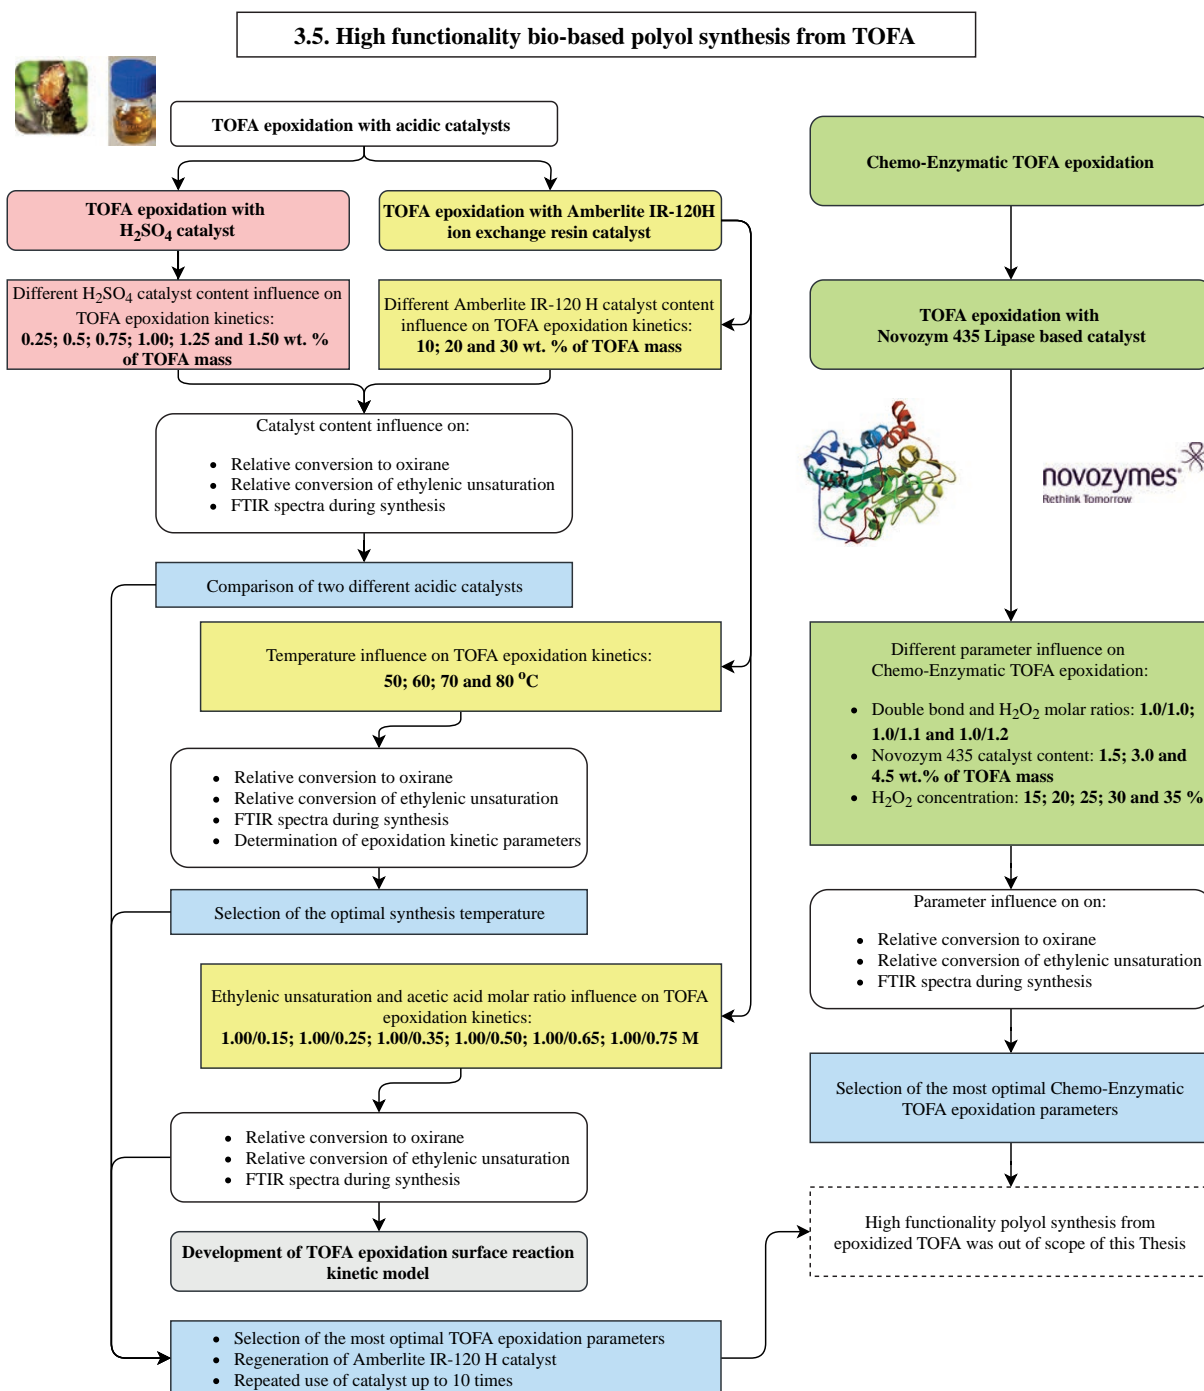 3.5. High functionality bio-based polyol synthesis from TOFA
TOFA epoxidation with acidic catalysts
TOFA epoxidation with
H₂SO₄ catalyst
TOFA epoxidation with Amberlite IR-120H
ion exchange resin catalyst
Different H₂SO₄ catalyst content influence on
TOFA epoxidation kinetics:
0.25; 0.5; 0.75; 1.00; 1.25 and 1.50 wt. %
of TOFA mass
Different Amberlite IR-120 H catalyst content
influence on TOFA epoxidation kinetics:
10; 20 and 30 wt. % of TOFA mass
Catalyst content influence on:
• Relative conversion to oxirane
• Relative conversion of ethylenic unsaturation
• FTIR spectra during synthesis
Comparison of two different acidic catalysts
Temperature influence on TOFA epoxidation kinetics:
50; 60; 70 and 80 °C
• Relative conversion to oxirane
• Relative conversion of ethylenic unsaturation
• FTIR spectra during synthesis
• Determination of epoxidation kinetic parameters
Selection of the optimal synthesis temperature
Ethylenic unsaturation and acetic acid molar ratio influence on TOFA
epoxidation kinetics:
1.00/0.15; 1.00/0.25; 1.00/0.35; 1.00/0.50; 1.00/0.65; 1.00/0.75 M
• Relative conversion to oxirane
• Relative conversion of ethylenic unsaturation
• FTIR spectra during synthesis
Development of TOFA epoxidation surface reaction
kinetic model
• Selection of the most optimal TOFA epoxidation parameters
• Regeneration of Amberlite IR-120 H catalyst
• Repeated use of catalyst up to 10 times
Chemo-Enzymatic TOFA epoxidation
TOFA epoxidation with
Novozym 435 Lipase based catalyst
novozymes®
Rethink Tomorrow
Different parameter influence on
Chemo-Enzymatic TOFA epoxidation:
• Double bond and H₂O₂ molar ratios: 1.0/1.0;
1.0/1.1 and 1.0/1.2
• Novozym 435 catalyst content: 1.5; 3.0 and
4.5 wt.% of TOFA mass
• H₂O₂ concentration: 15; 20; 25; 30 and 35 %
Parameter influence on on:
• Relative conversion to oxirane
• Relative conversion of ethylenic unsaturation
• FTIR spectra during synthesis
Selection of the most optimal Chemo-Enzymatic
TOFA epoxidation parameters
High functionality polyol synthesis from
epoxidized TOFA was out of scope of this Thesis